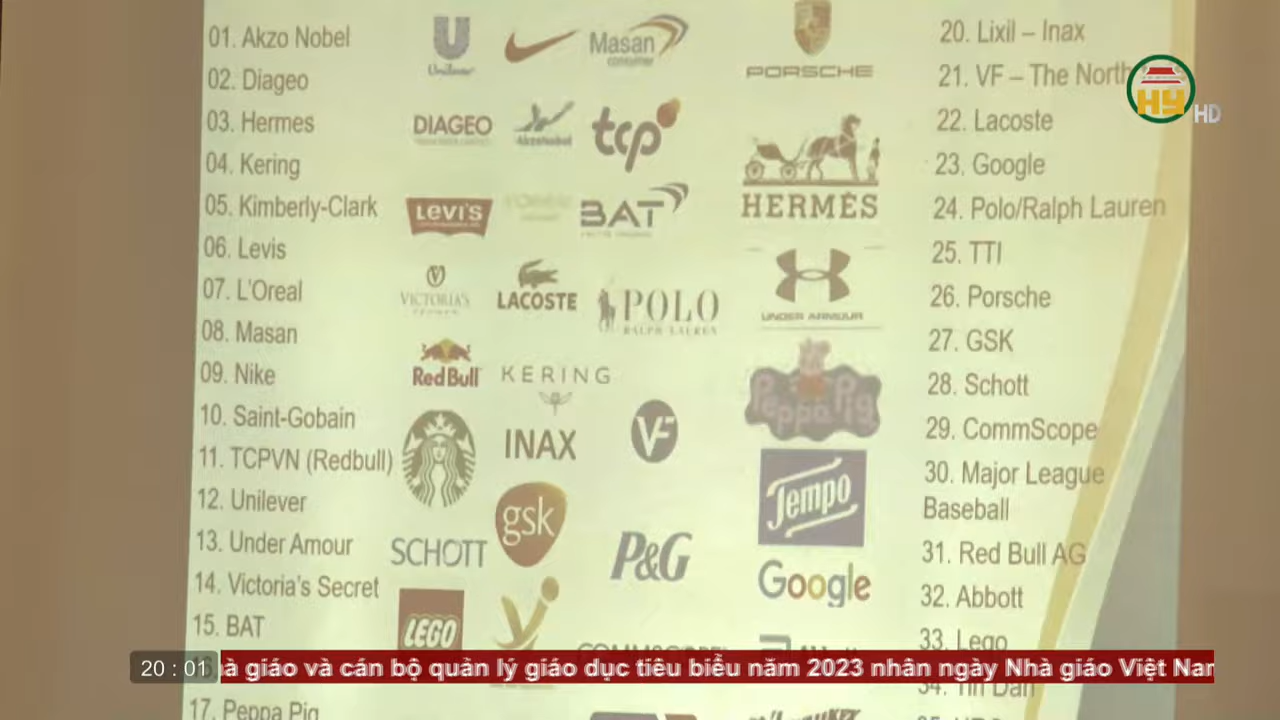 01. Akzo Nobel
02. Diageo
03. Hermes
04. Kering
05. Kimberly-Clark
06. Levis
07. L'Oreal
08. Masan
09. Nike
10. Saint-Gobain
11. TCPVN (Redbull)
12. Unilever
13. Under Amour
14. Victoria's Secret
15. BAT
17. Peppa Pig
Unilever
Masan
consumer
PORSCHE
DIAGEO
AkzoNobel
tcp
HERMÈS
LEVI'S
BAT
VICTORIA'S
LACOSTE
POLO
RALPH LAUREN
UNDER ARMOUR
Red Bull
KERING
Peppa Pig
INAX
VF
Tempo
SCHOTT
gsk
P&G
Google
LEGO
20. Lixil – Inax
21. VF – The North
22. Lacoste
23. Google
24. Polo/Ralph Lauren
25. TTI
26. Porsche
27. GSK
28. Schott
29. CommScope
30. Major League
Baseball
31. Red Bull AG
32. Abbott
33. Lego
HY HD
20 : 01
à giáo và cán bộ quản lý giáo dục tiêu biểu năm 2023 nhân ngày Nhà giáo Việt Nam